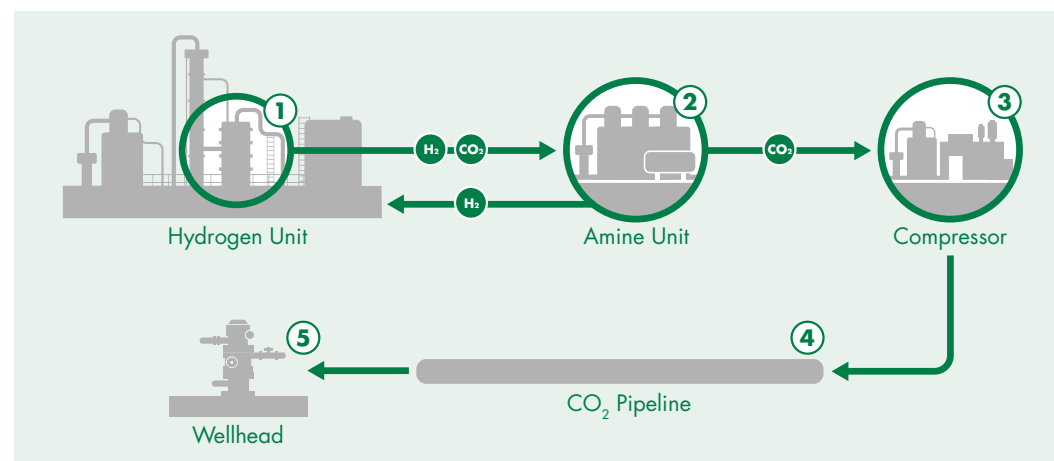 1
2
3
H₂ CO₂
CO₂
H₂
Hydrogen Unit
Amine Unit
Compressor
5
4
CO₂ Pipeline
Wellhead